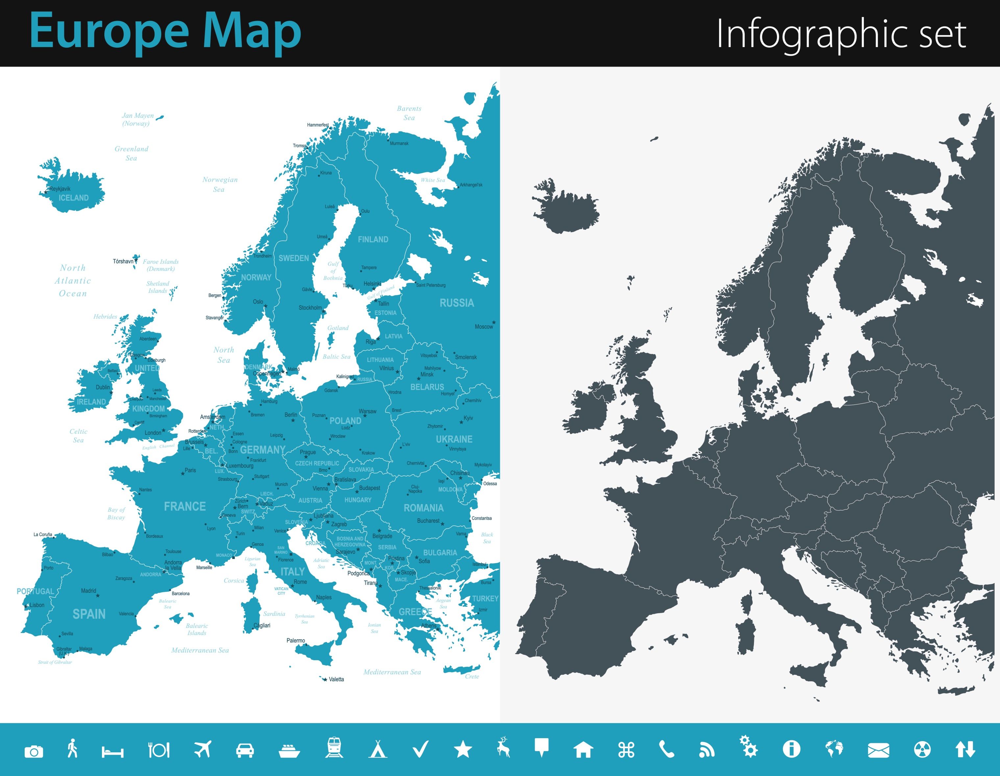 Europe Map
Infographic set
Jan Mayen
(Norway)
Barents
Sea
Hammerfest
Greenland
Sea
Tromso
Murmansk
Norwegian
Sea
Kiruna
White Sea
Arkhangel'sk
Reykjavík
ICELAND
Luleå
Oulu
Umeå
FINLAND
Trondheim
SWEDEN
Tórshavn
Faroe Islands
(Denmark)
North
Atlantic
Ocean
Gulf
of
Bothnia
Tampere
NORWAY
Shetland
Islands
Helsinki
Turku
Saint Petersburg
Gävle
Gulf of Finland
Bergen
Oslo
Tallin
RUSSIA
Stockholm
ESTONIA
Stavanger
Hebrides
Moscow
Gotland
LATVIA
Riga
Aberdeen
North
Sea
Baltic Sea
Vitsyebsk
Smolensk
Glasgow
Edinburgh
LITHUANIA
UNITED
DENMARK
Malmö
Copenhagen
Vilnius
Mahilyow
Belfast
Minsk
Kalinigrad
RUSSIA
Dublin
BELARUS
Leeds
Gdansk
Hrodna
Homyel
Liverpool
Manchester
IRELAND
Hamburg
Chernihiv
KINGDOM
Bremen
Berlin
Warsaw
Brest
Birmingham
Amsterdam
Poznan
POLAND
Kyiv
Cardiff
NETH.
Lodz
Zhytomir
Celtic
Sea
London
Rotterdam
Essen
Leipzig
Wroclaw
UKRAINE
English Channel
Brussels
Cologne
L'viv
Lille
BEL.
Bonn
GERMANY
Prague
Krakow
Vinnytsya
Frankfurt
CZECH REPUBLIC
Chernivtsi
Mykolayiv
Luxembourg
LUX.
Brno
SLOVAKIA
Paris
Chisinau
Strasbourg
Stuttgart
Bratislava
Iaşi
Odessa
Munich
Vienna
Budapest
Cluj-
Napoka
MOLDOVA
Nantes
LIECH.
AUSTRIA
HUNGARY
Zürich
Vaduz
Bern
FRANCE
SWITZ.
ROMANIA
Bay of
Biscay
Geneva
Ljubljana
SLOVENIA
Zagreb
Bucharest
Constantsa
Lyon
Milan
Venice
Turin
Belgrade
Varna
La Coruña
Bordeaux
Black
Sea
BOSNIA AND
HERZEGOVINA
CROATIA
Genoa
SAN
MARINO
SERBIA
Toulouse
Sarajevo
BULGARIA
Bilbao
MONACO
Florence
Pristina
Sofia
Andorra
la Vella
Ligurian
Sea
Adriatic
Sea
MONT.
KOS.
Istanbul
Porto
Marseille
ITALY
Podgorica
Skopje
ANDORRA
Zaragoza
Corsica
Rome
Tirana
MACE.
Bursa
PORTUGAL
Madrid
Barcelona
VATICAN
CITY
Thessaloniki
Lisbon
Balearic
Sea
Naples
Aegean
Sea
TURKEY
SPAIN
Valencia
Sardinia
Tyrrhenian
Sea
GREECE
Izmir
Balearic
Islands
Cagliari
Ionian
Sea
Athens
Sevilla
Palermo
Gibraltar
(U.K.)
Malaga
Mediterranean Sea
Strait of Gibraltar
Mediterranean Sea
Crete
Valetta